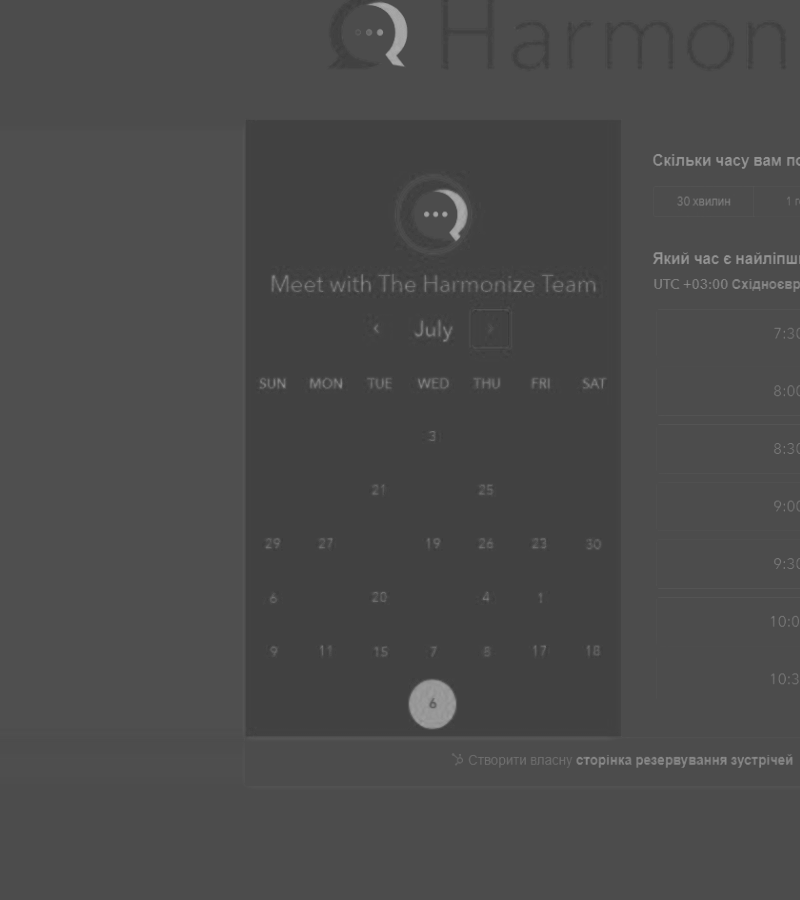 Harmon
Meet with The Harmonize Team
July
SUN MON TUE WED THU FRI SAT
3
21 25
29 27 19 26 23 30
6 20 4 1
9 11 15 7 8 17 18
6
Скільки часу вам по
30 хвилин 1 г
Який час є найліпши
UTC +03:00 Східноєвр
7:30
8:00
8:30
9:00
9:30
10:0
10:3
Створити власну сторінка резервування зустрічей